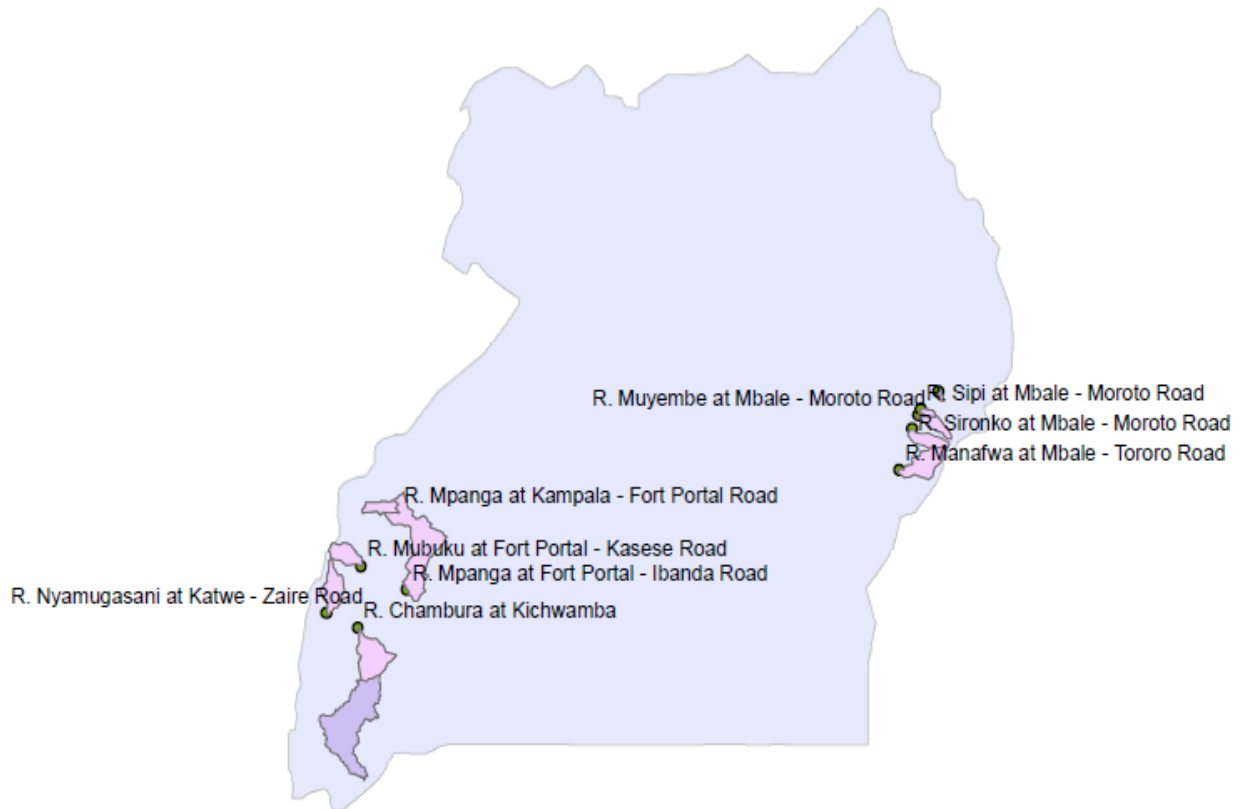 R. Sipi at Mbale - Moroto Road
R. Muyembe at Mbale - Moroto Road
R. Sironko at Mbale - Moroto Road
R. Manafwa at Mbale - Tororo Road
R. Mpanga at Kampala - Fort Portal Road
R. Mubuku at Fort Portal - Kasese Road
R. Mpanga at Fort Portal - Ibanda Road
R. Nyamugasani at Katwe - Zaire Road
R. Chambura at Kichwamba